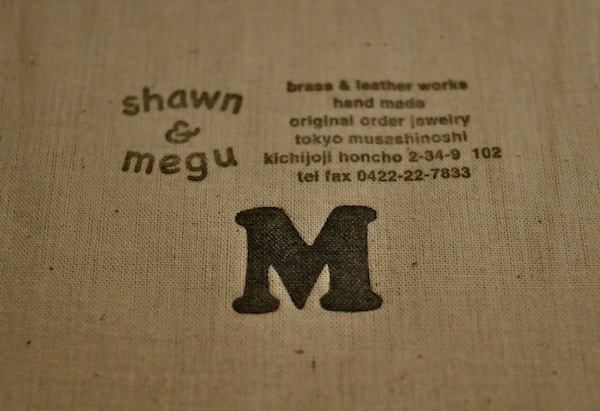 shawn
&
megu
brass & leather works
hand made
original order jewelry
tokyo musashinoshi
kichijoji honcho 2-34-9 102
tel fax 0422-22-7833
M